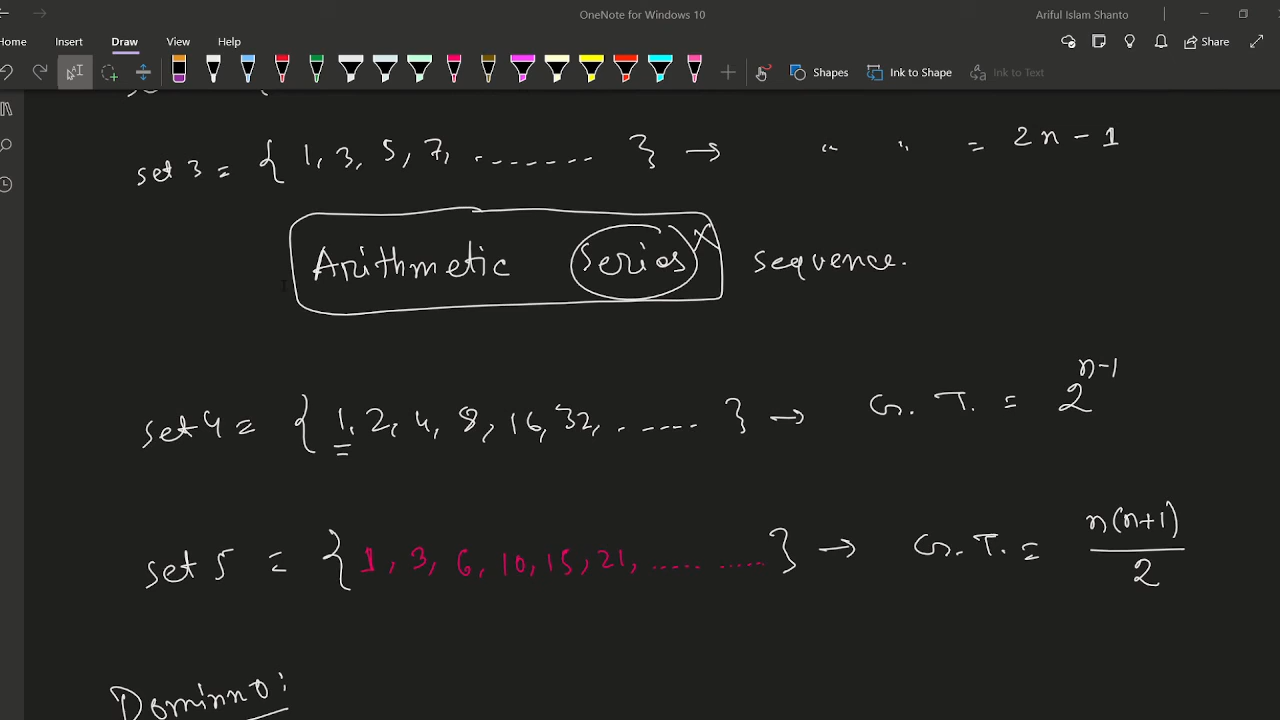 OneNote for Windows 10
Ariful Islam Shanto
Home Insert Draw View Help
Share
Shapes Ink to Shape Ink to Text
set 3 = { 1, 3, 5, 7, ........ } → " " = 2n - 1
Arithmetic Series x sequence.
set 4 = { 1, 2, 4, 8, 16, 32, ....... } → G. T. = 2^{n-1}
set 5 = { 1, 3, 6, 10, 15, 21, ..... ..... } → G. T. = n(n+1)/2
Dominno: